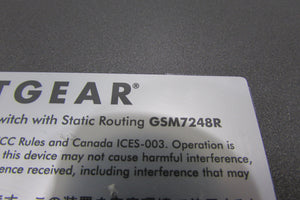 TGEAR®
witch with Static Routing GSM7248R
CC Rules and Canada ICES-003. Operation is
this device may not cause harmful interference,
ence received, including interference that may